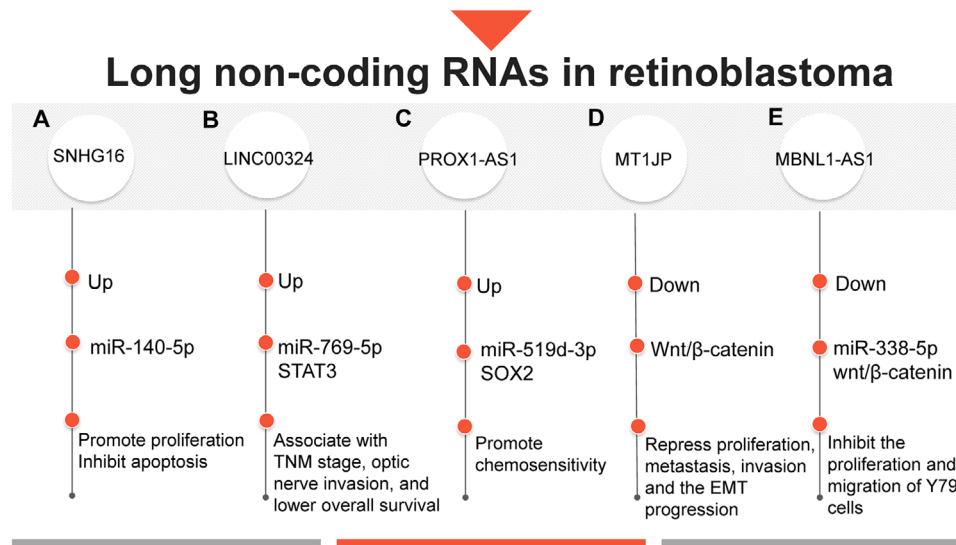 Long non-coding RNAs in retinoblastoma
A
SNHG16
Up
miR-140-5p
Promote proliferation
Inhibit apoptosis
B
LINC00324
Up
miR-769-5p
STAT3
Associate with
TNM stage, optic
nerve invasion, and
lower overall survival
C
PROX1-AS1
Up
miR-519d-3p
SOX2
Promote
chemosensitivity
D
MT1JP
Down
Wnt/β-catenin
Repress proliferation,
metastasis, invasion
and the EMT
progression
E
MBNL1-AS1
Down
miR-338-5p
wnt/β-catenin
Inhibit the
proliferation and
migration of Y79
cells